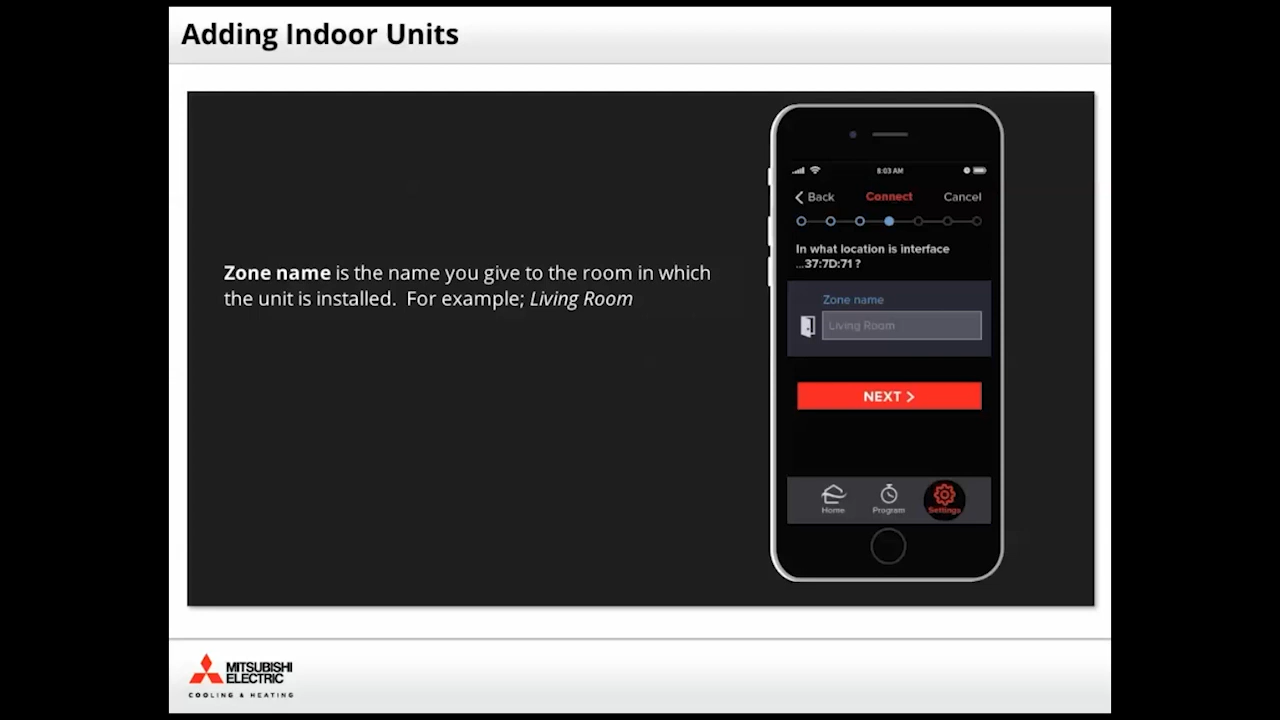 Adding Indoor Units
Zone name is the name you give to the room in which
the unit is installed.  For example; Living Room
8:03 AM
Back
Connect
Cancel
In what location is interface
...37:7D:71 ?
Zone name
Living Room
NEXT >
Home
Program
Settings
MITSUBISHI
ELECTRIC
COOLING & HEATING